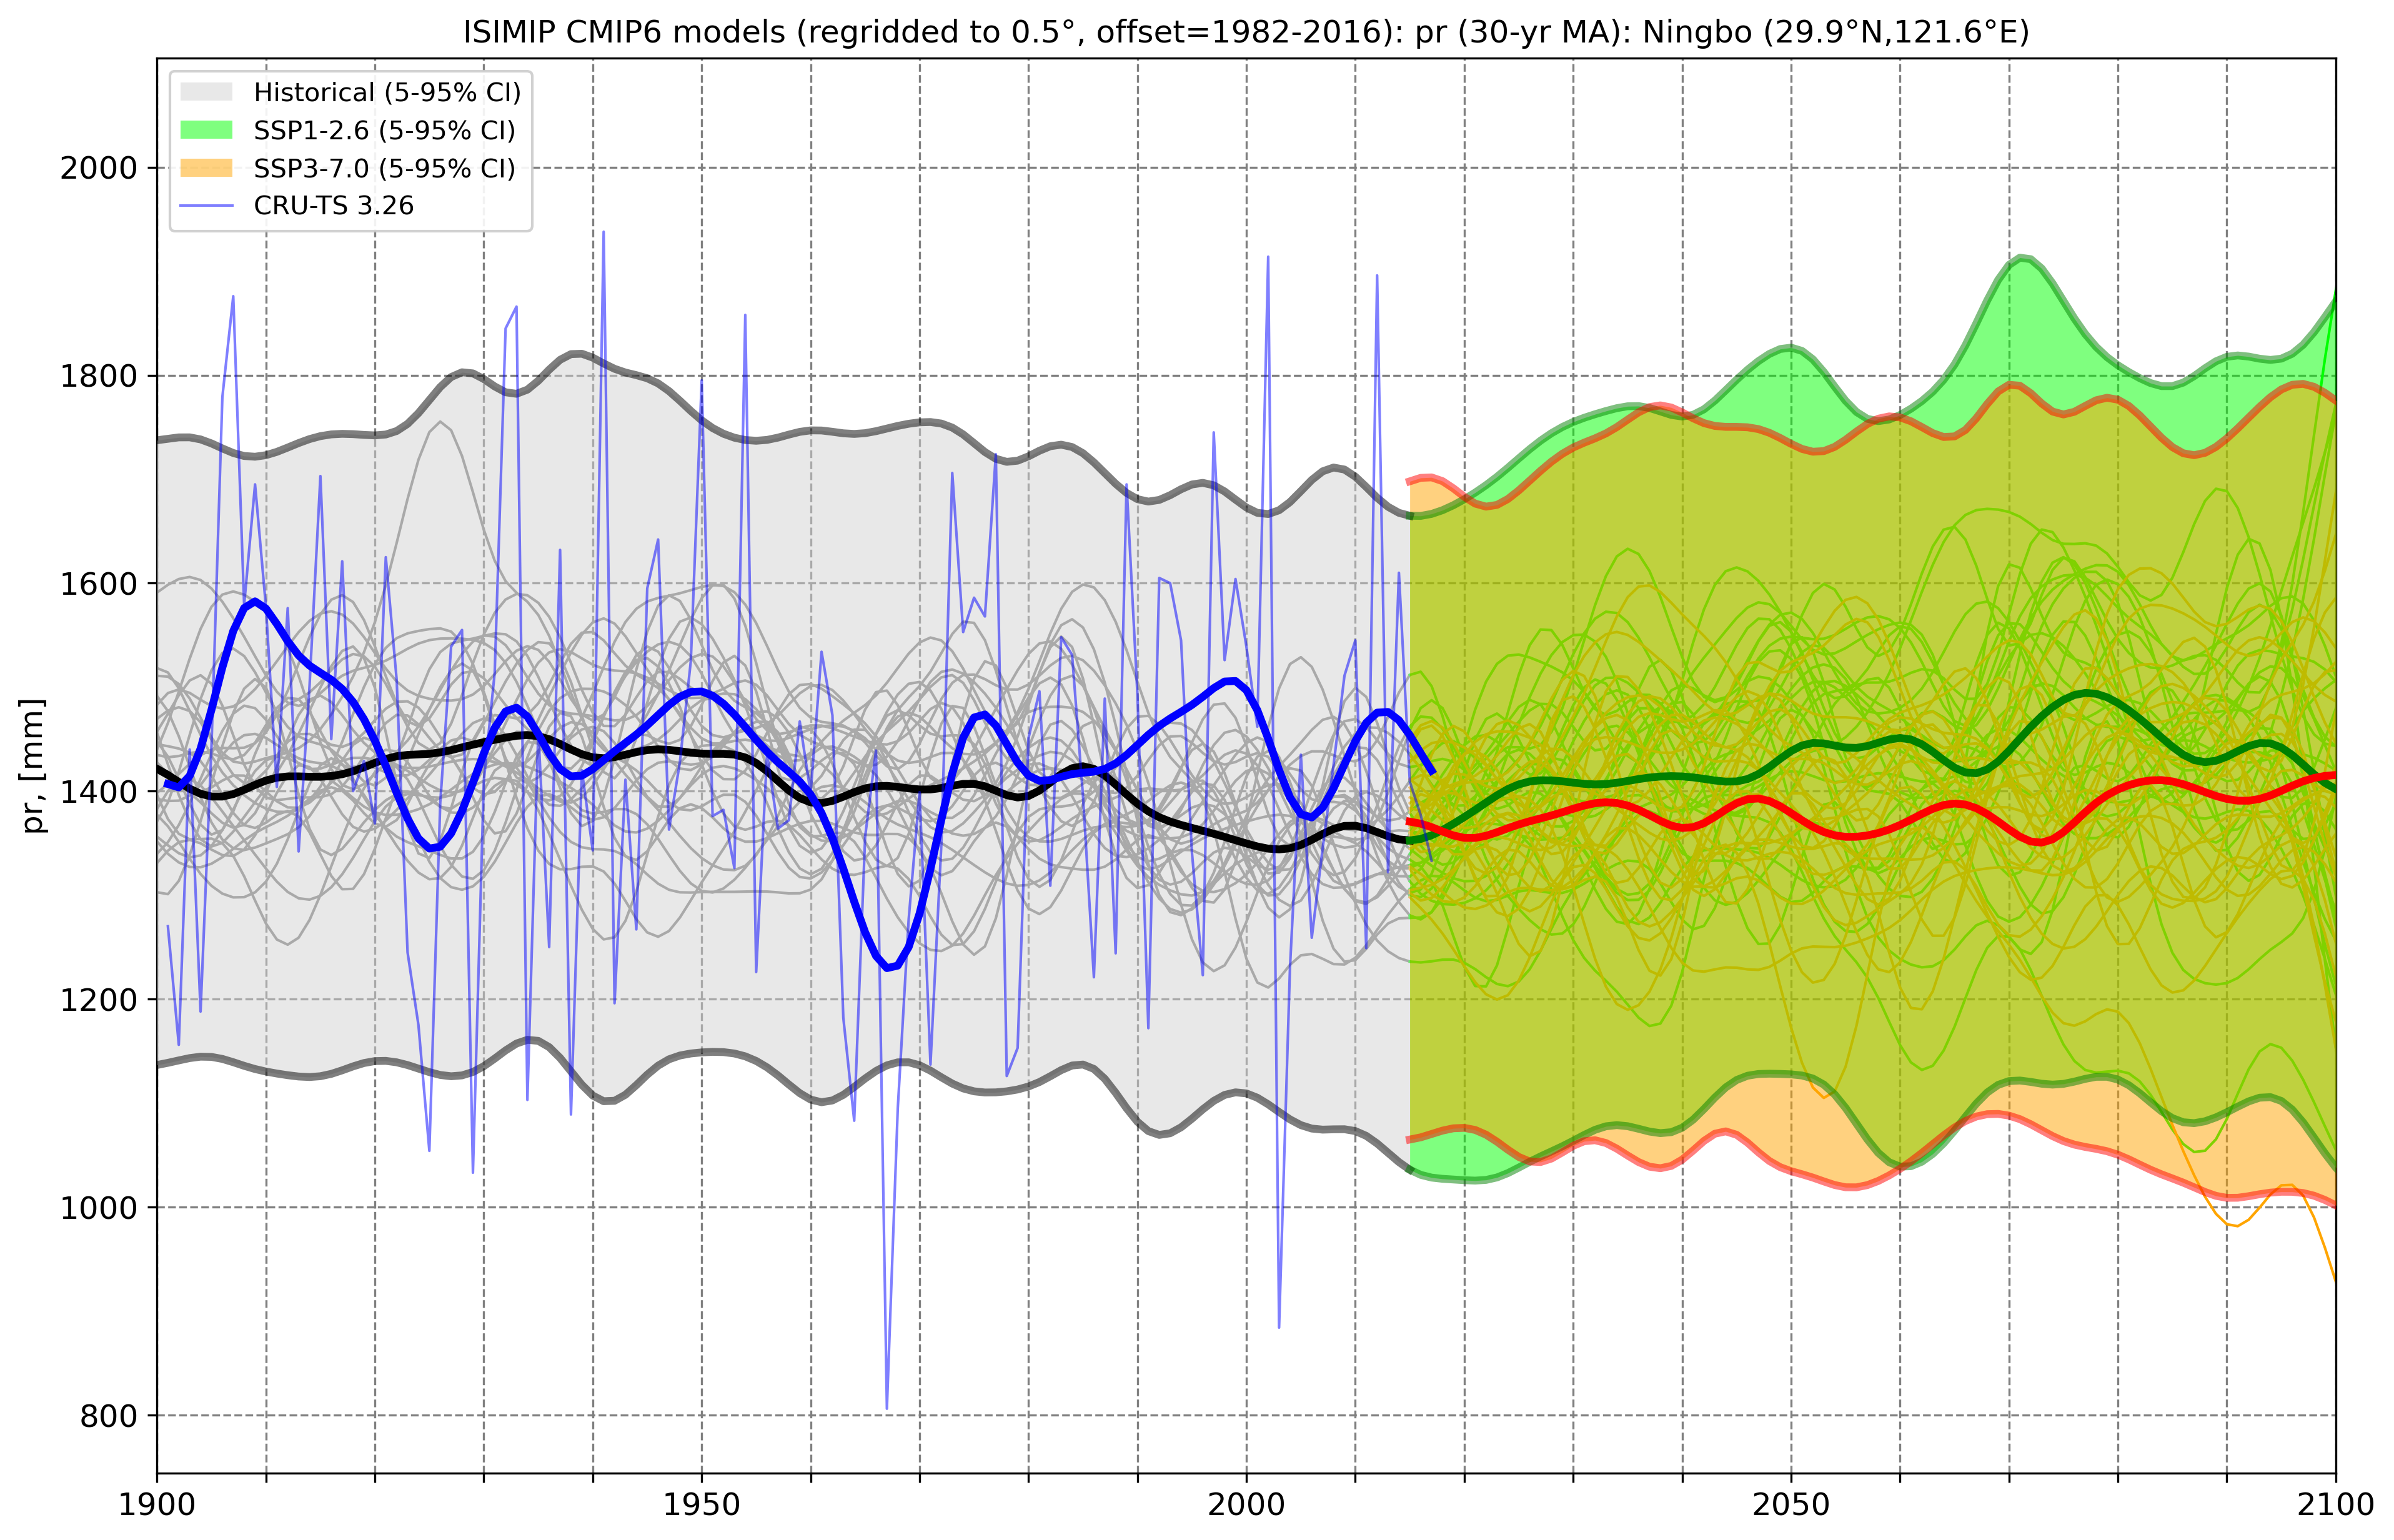 ISIMIP CMIP6 models (regridded to 0.5°, offset=1982-2016): pr (30-yr MA): Ningbo (29.9°N,121.6°E)
Historical (5-95% CI)
SSP1-2.6 (5-95% CI)
SSP3-7.0 (5-95% CI)
CRU-TS 3.26
pr, [mm]
2000
1800
1600
1400
1200
1000
800
1900 1950 2000 2050 2100